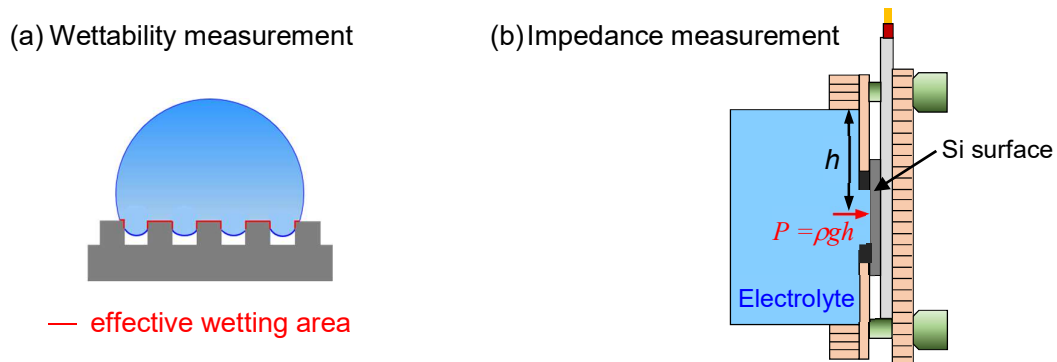 (a) Wettability measurement
— effective wetting area
(b) Impedance measurement
h
Si surface
P = ρgh
Electrolyte